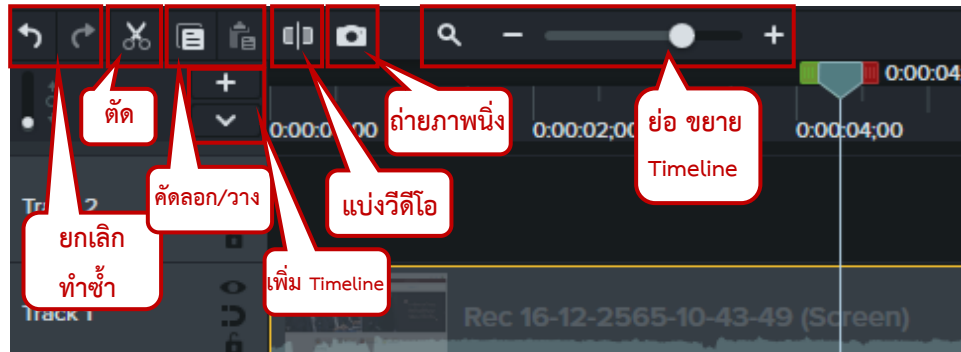 0:00:04
ตัด
0:00:02;00
0:00:04;00
ถ่ายภาพนิ่ง
ย่อ ขยาย
Timeline
คัดลอก/วาง
แบ่งวีดีโอ
ยกเลิก
ทำซ้ำ
เพิ่ม Timeline
Track 1
Rec 16-12-2565-10-43-49 (Screen)